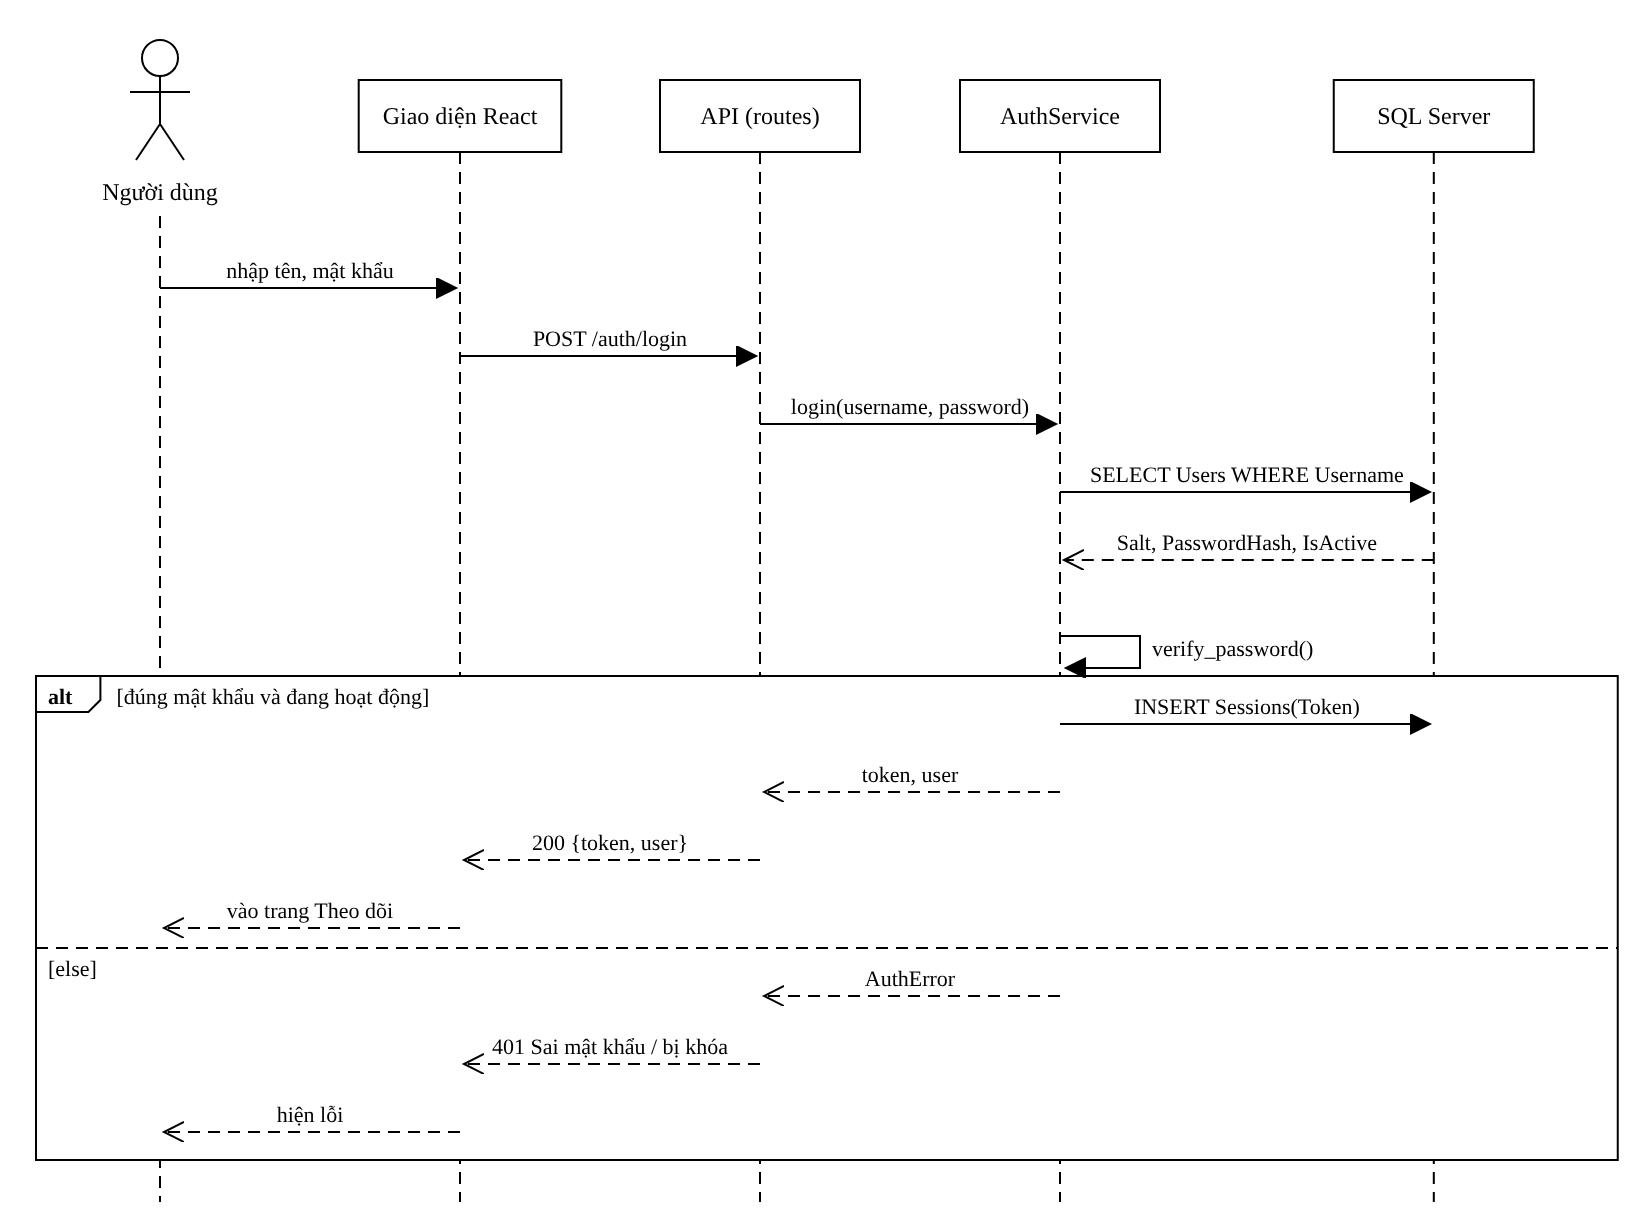 Người dùng
Giao diện React
API (routes)
AuthService
SQL Server
nhập tên, mật khẩu
POST /auth/login
login(username, password)
SELECT Users WHERE Username
Salt, PasswordHash, IsActive
verify_password()
alt
[đúng mật khẩu và đang hoạt động]
INSERT Sessions(Token)
token, user
200 {token, user}
vào trang Theo dõi
[else]
AuthError
401 Sai mật khẩu / bị khóa
hiện lỗi